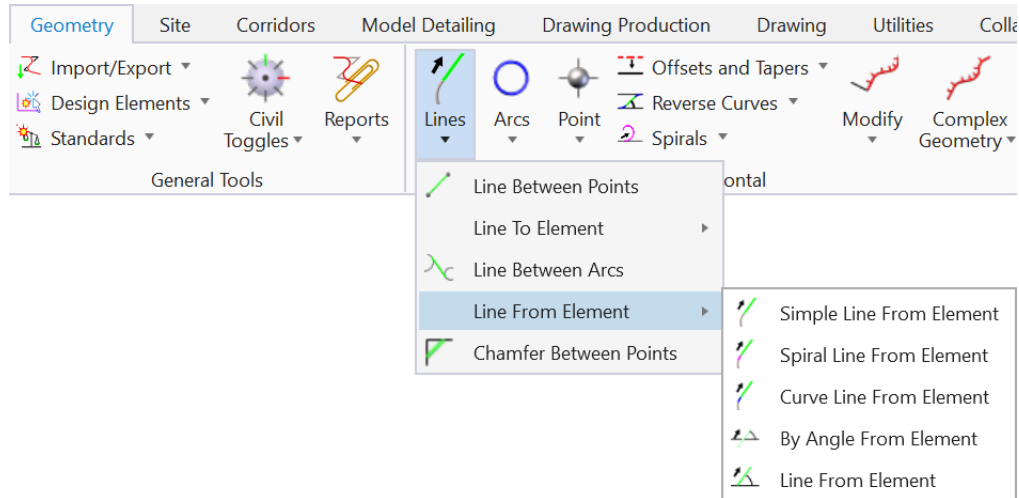 Geometry Site Corridors Model Detailing Drawing Production Drawing Utilities Colla
Import/Export
Design Elements
Standards
Civil
Toggles
Reports
General Tools
Lines
Arcs
Point
Offsets and Tapers
Reverse Curves
Spirals
Modify
Complex
Geometry
ontal
Line Between Points
Line To Element
Line Between Arcs
Line From Element
Chamfer Between Points
Simple Line From Element
Spiral Line From Element
Curve Line From Element
By Angle From Element
Line From Element